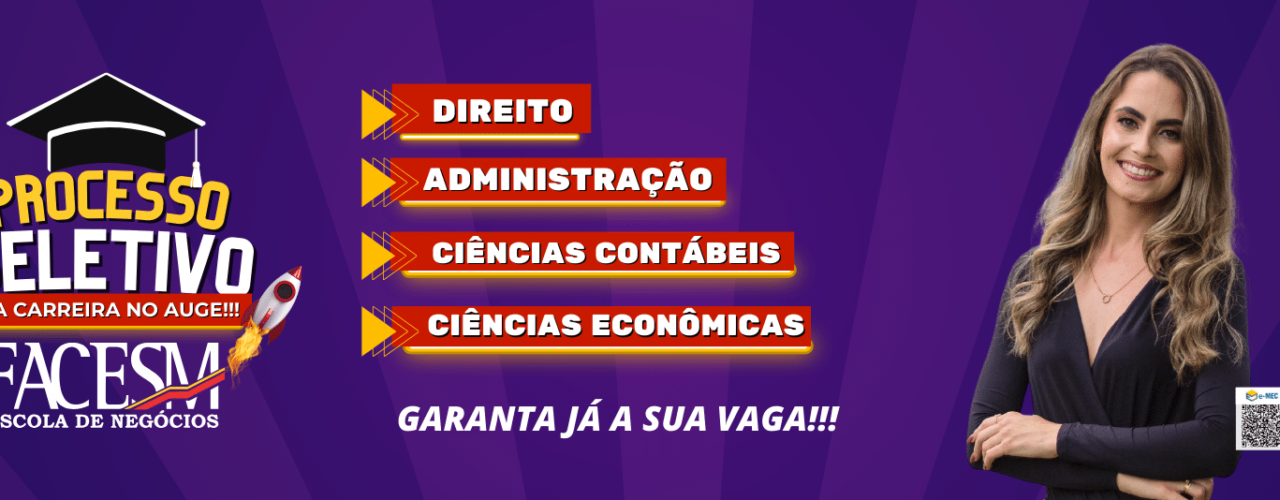 PROCESSO
ELETIVO
A CARREIRA NO AUGE!!!
FACESM
SCOLA DE NEGÓCIOS
DIREITO
ADMINISTRAÇÃO
CIÊNCIAS CONTÁBEIS
CIÊNCIAS ECONÔMICAS
GARANTA JÁ A SUA VAGA!!!
e-MEC